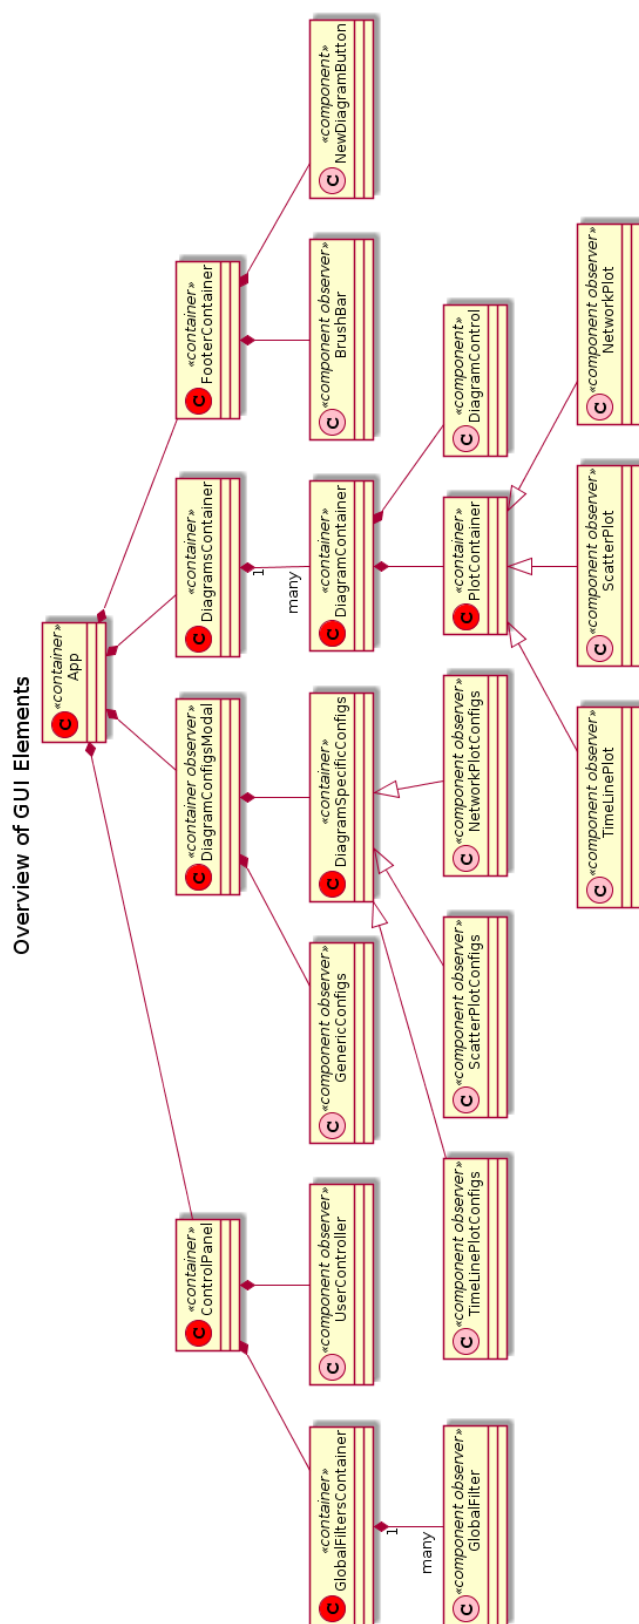 Overview of GUI Elements
«container»
App
C
«container»
ControlPanel
C
«container observer»
DiagramConfigsModal
C
«container»
DiagramsContainer
C
«container»
FooterContainer
C
«container»
GlobalFiltersContainer
C
«component observer»
UserController
C
«component observer»
GenericConfigs
C
«container»
DiagramSpecificConfigs
C
1
many
«container»
DiagramContainer
C
«component observer»
BrushBar
C
«component»
NewDiagramButton
C
1
many
«component observer»
GlobalFilter
C
«component observer»
TimeLinePlotConfigs
C
«component observer»
ScatterPlotConfigs
C
«component observer»
NetworkPlotConfigs
C
«container»
PlotContainer
C
«component»
DiagramControl
C
«component observer»
TimeLinePlot
C
«component observer»
ScatterPlot
C
«component observer»
NetworkPlot
C